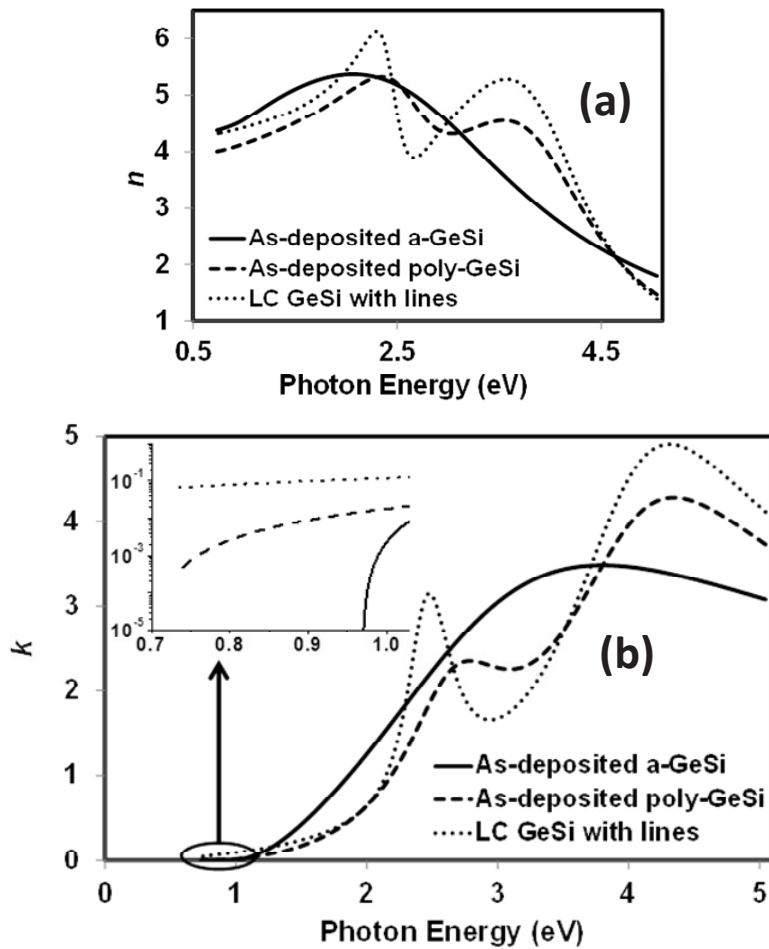 6
5
4
3
2
1
n
(a)
As-deposited a-GeSi
As-deposited poly-GeSi
LC GeSi with lines
0.5
2.5
4.5
Photon Energy (eV)
5
4
3
2
1
0
k
10-1
10-3
10-5
0.7
0.8
0.9
1.0
(b)
As-deposited a-GeSi
As-deposited poly-GeSi
LC GeSi with lines
0
1
2
3
4
5
Photon Energy (eV)